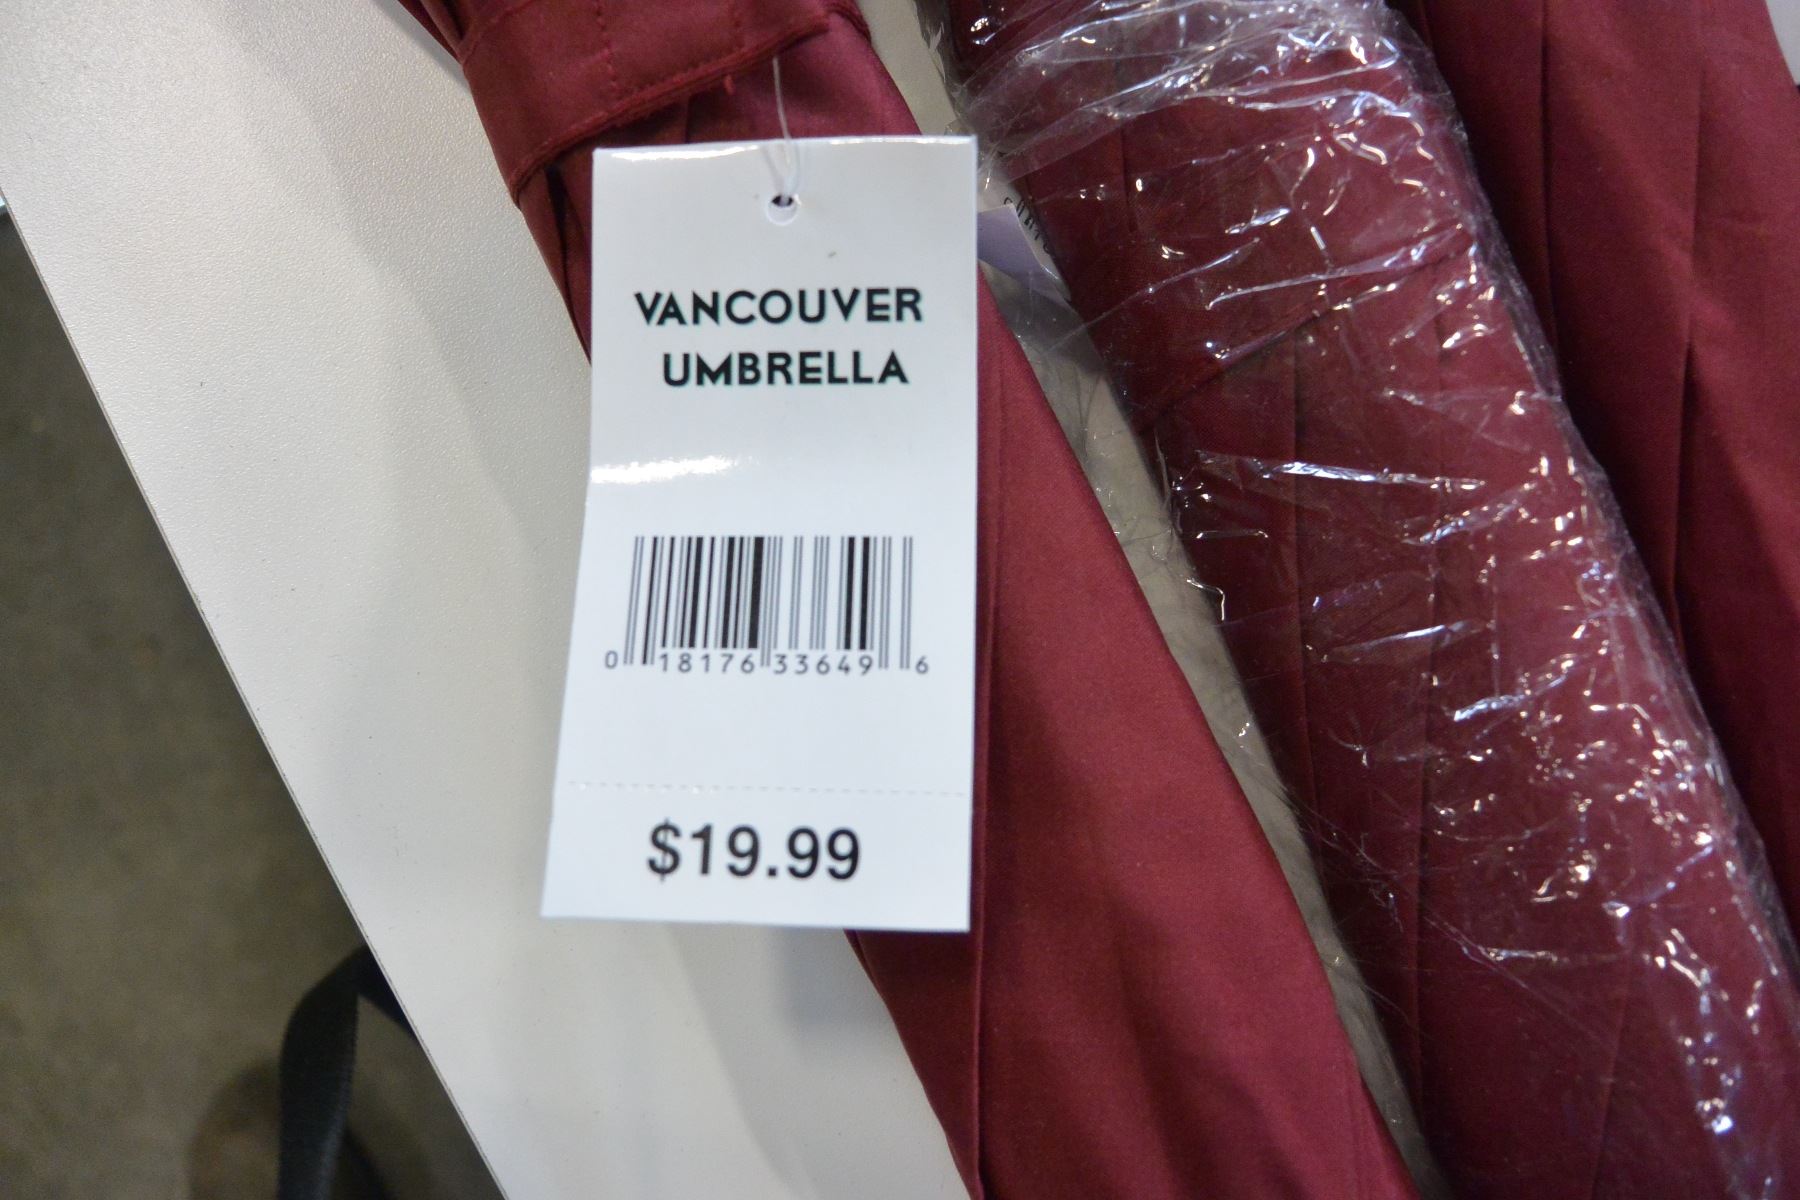 VANCOUVER
UMBRELLA
0 18176 33649 6
$19.99